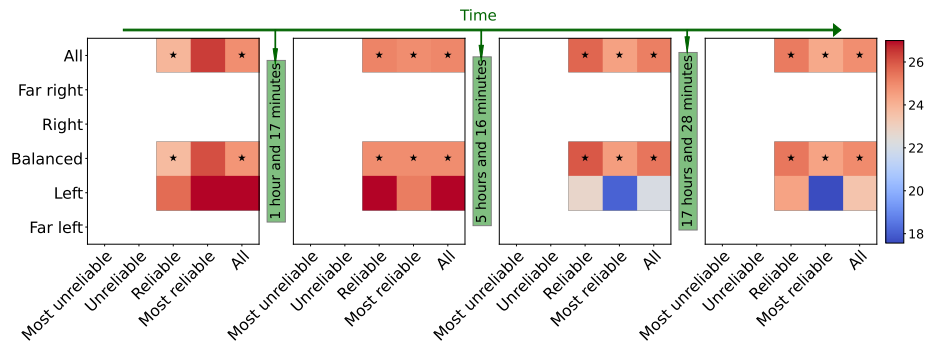 Time
All
Far right
Right
Balanced
Left
Far left
1 hour and 17 minutes
5 hours and 16 minutes
17 hours and 28 minutes
26
24
22
20
18
Most unreliable
Unreliable
Reliable
Most reliable
All
Most unreliable
Unreliable
Reliable
Most reliable
All
Most unreliable
Unreliable
Reliable
Most reliable
All
Most unreliable
Unreliable
Reliable
Most reliable
All